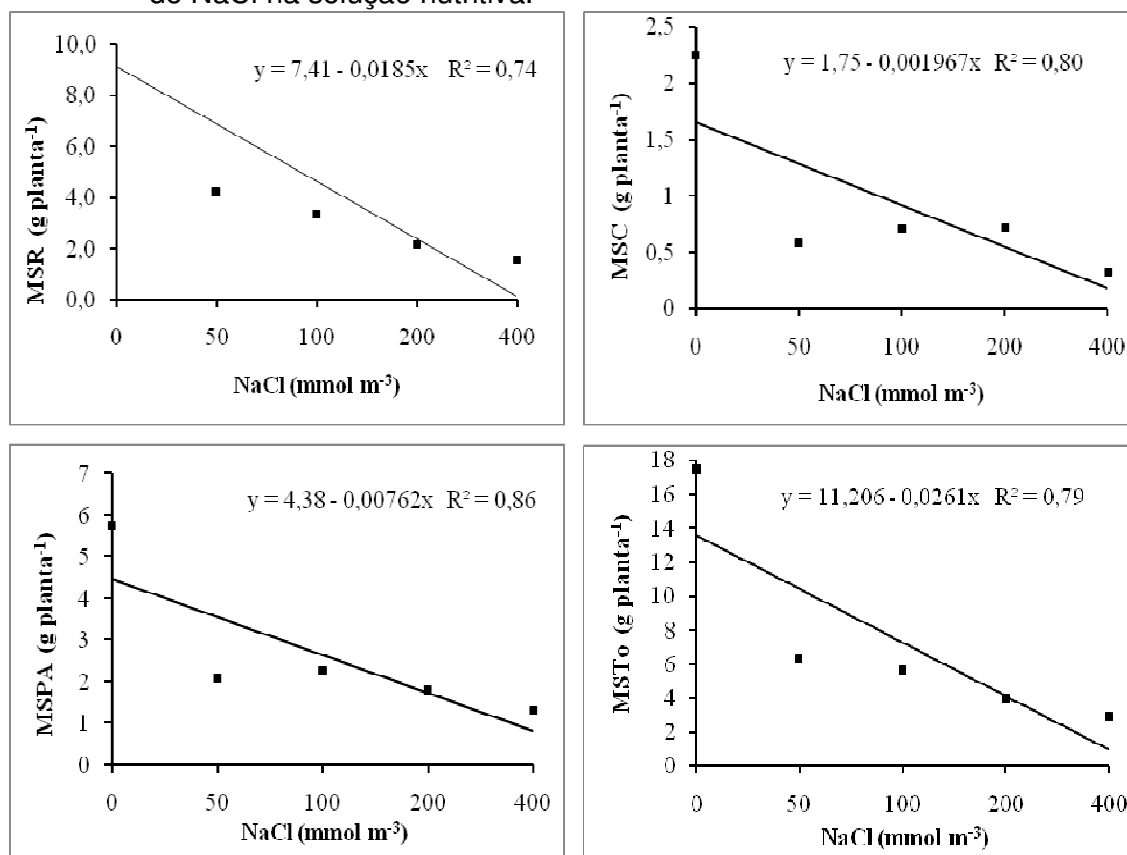 de NaCl na solução nutritiva.
y = 7,41 - 0,0185x R² = 0,74
10,0
8,0
6,0
4,0
2,0
0,0
MSR (g planta⁻¹)
0 50 100 200 400
NaCl (mmol m⁻³)
y = 1,75 - 0,001967x R² = 0,80
2,5
2
1,5
1
0,5
0
MSC (g planta⁻¹)
0 50 100 200 400
NaCl (mmol m⁻³)
y = 4,38 - 0,00762x R² = 0,86
7
6
5
4
3
2
1
0
MSPA (g planta⁻¹)
0 50 100 200 400
NaCl (mmol m⁻³)
y = 11,206 - 0,0261x R² = 0,79
18
16
14
12
10
8
6
4
2
0
MSTo (g planta⁻¹)
0 50 100 200 400
NaCl (mmol m⁻³)